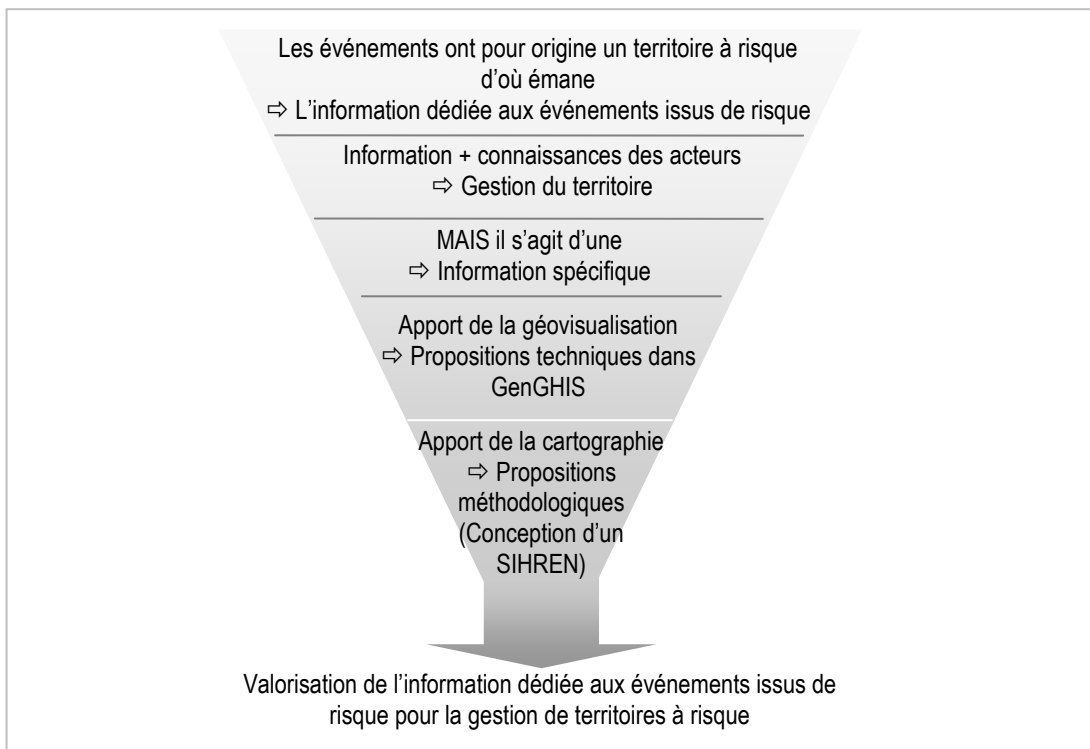 Les événements ont pour origine un territoire à risque
d’où émane
⇨ L’information dédiée aux événements issus de risque
Information + connaissances des acteurs
⇨ Gestion du territoire
MAIS il s’agit d’une
⇨ Information spécifique
Apport de la géovisualisation
⇨ Propositions techniques dans
GenGHIS
Apport de la cartographie
⇨ Propositions
méthodologiques
(Conception d’un
SIHREN)
Valorisation de l’information dédiée aux événements issus de
risque pour la gestion de territoires à risque